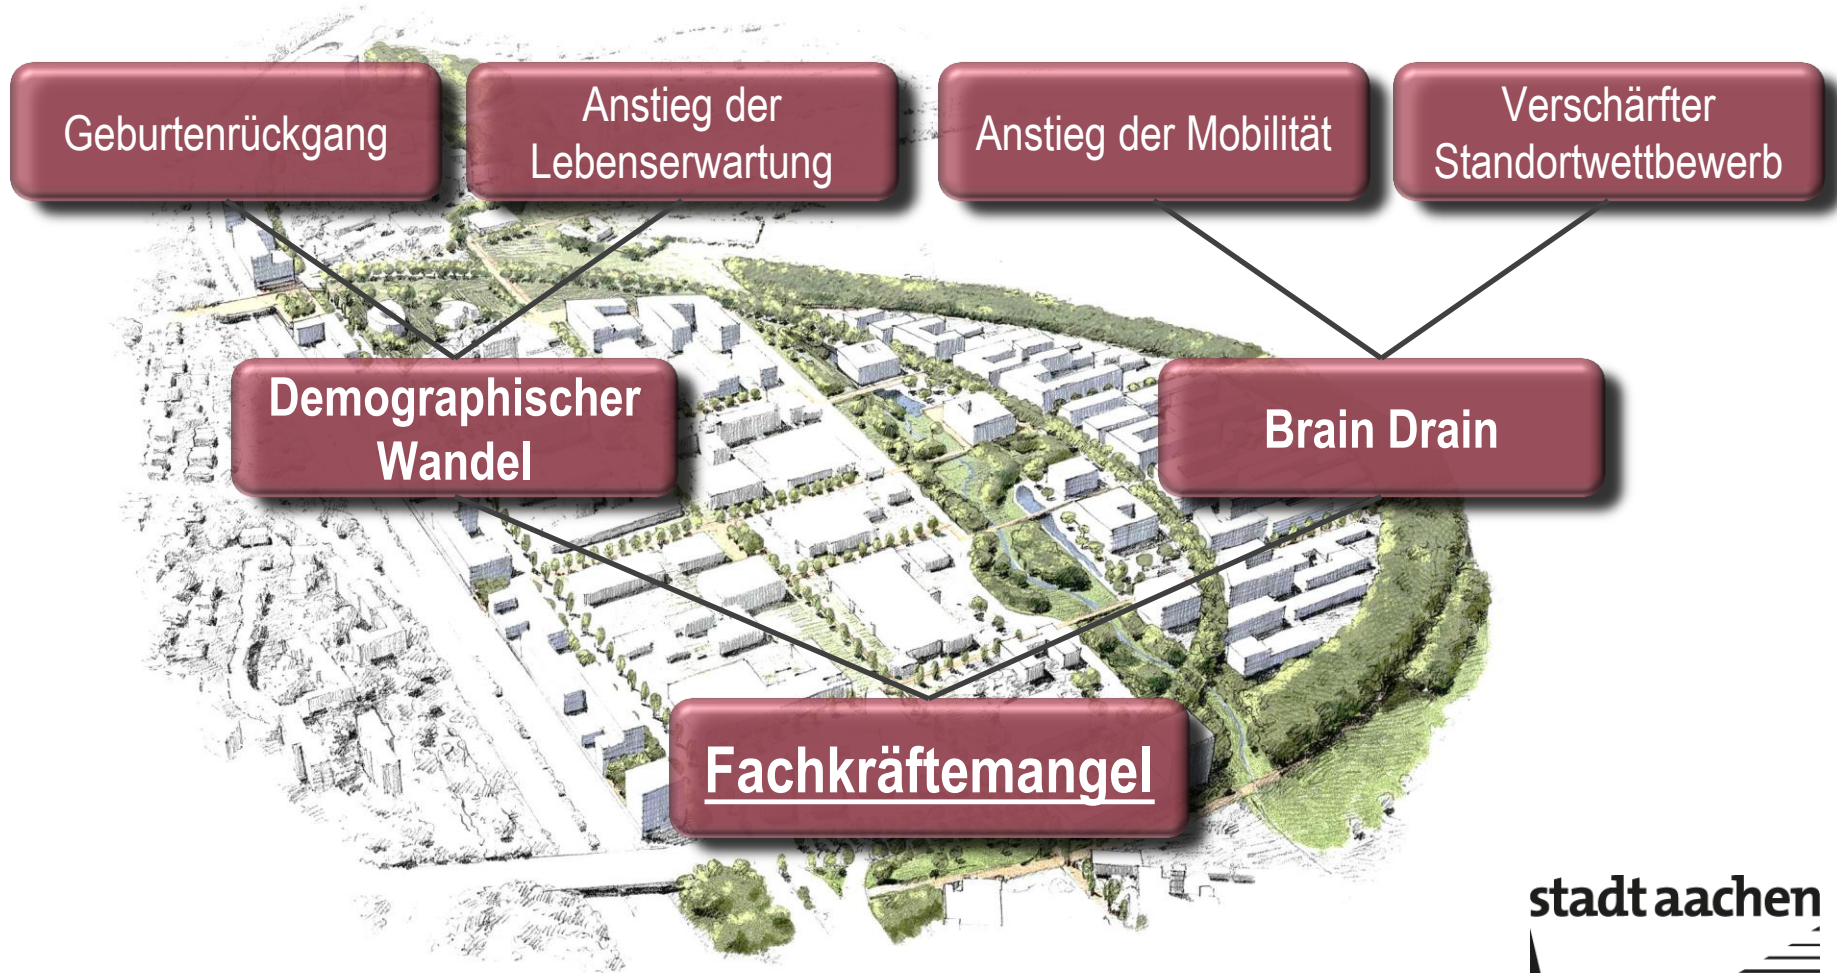 Geburtenrückgang
Anstieg der
Lebenserwartung
Anstieg der Mobilität
Verschärfter
Standortwettbewerb
Demographischer
Wandel
Brain Drain
Fachkräftemangel
stadt aachen